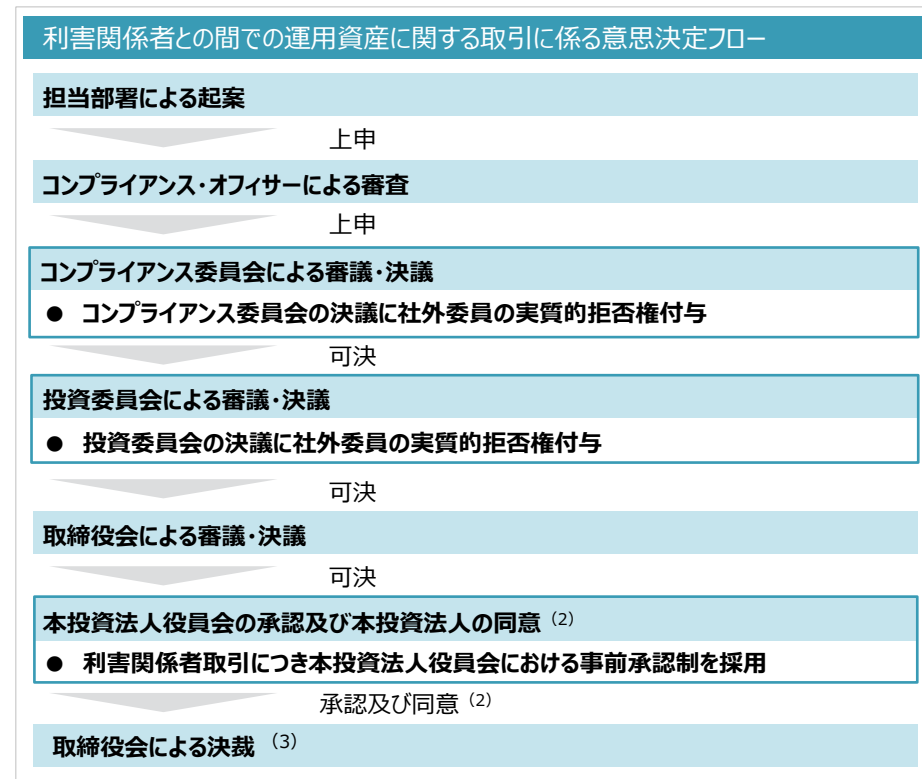 利害関係者との間での運用資産に関する取引に係る意思決定フロー
担当部署による起案
上申
コンプライアンス・オフィサーによる審査
上申
コンプライアンス委員会による審議・決議
● コンプライアンス委員会の決議に社外委員の実質的拒否権付与
可決
投資委員会による審議・決議
● 投資委員会の決議に社外委員の実質的拒否権付与
可決
取締役会による審議・決議
可決
本投資法人役員会の承認及び本投資法人の同意 (2)
● 利害関係者取引につき本投資法人役員会における事前承認制を採用
承認及び同意 (2)
取締役会による決裁 (3)